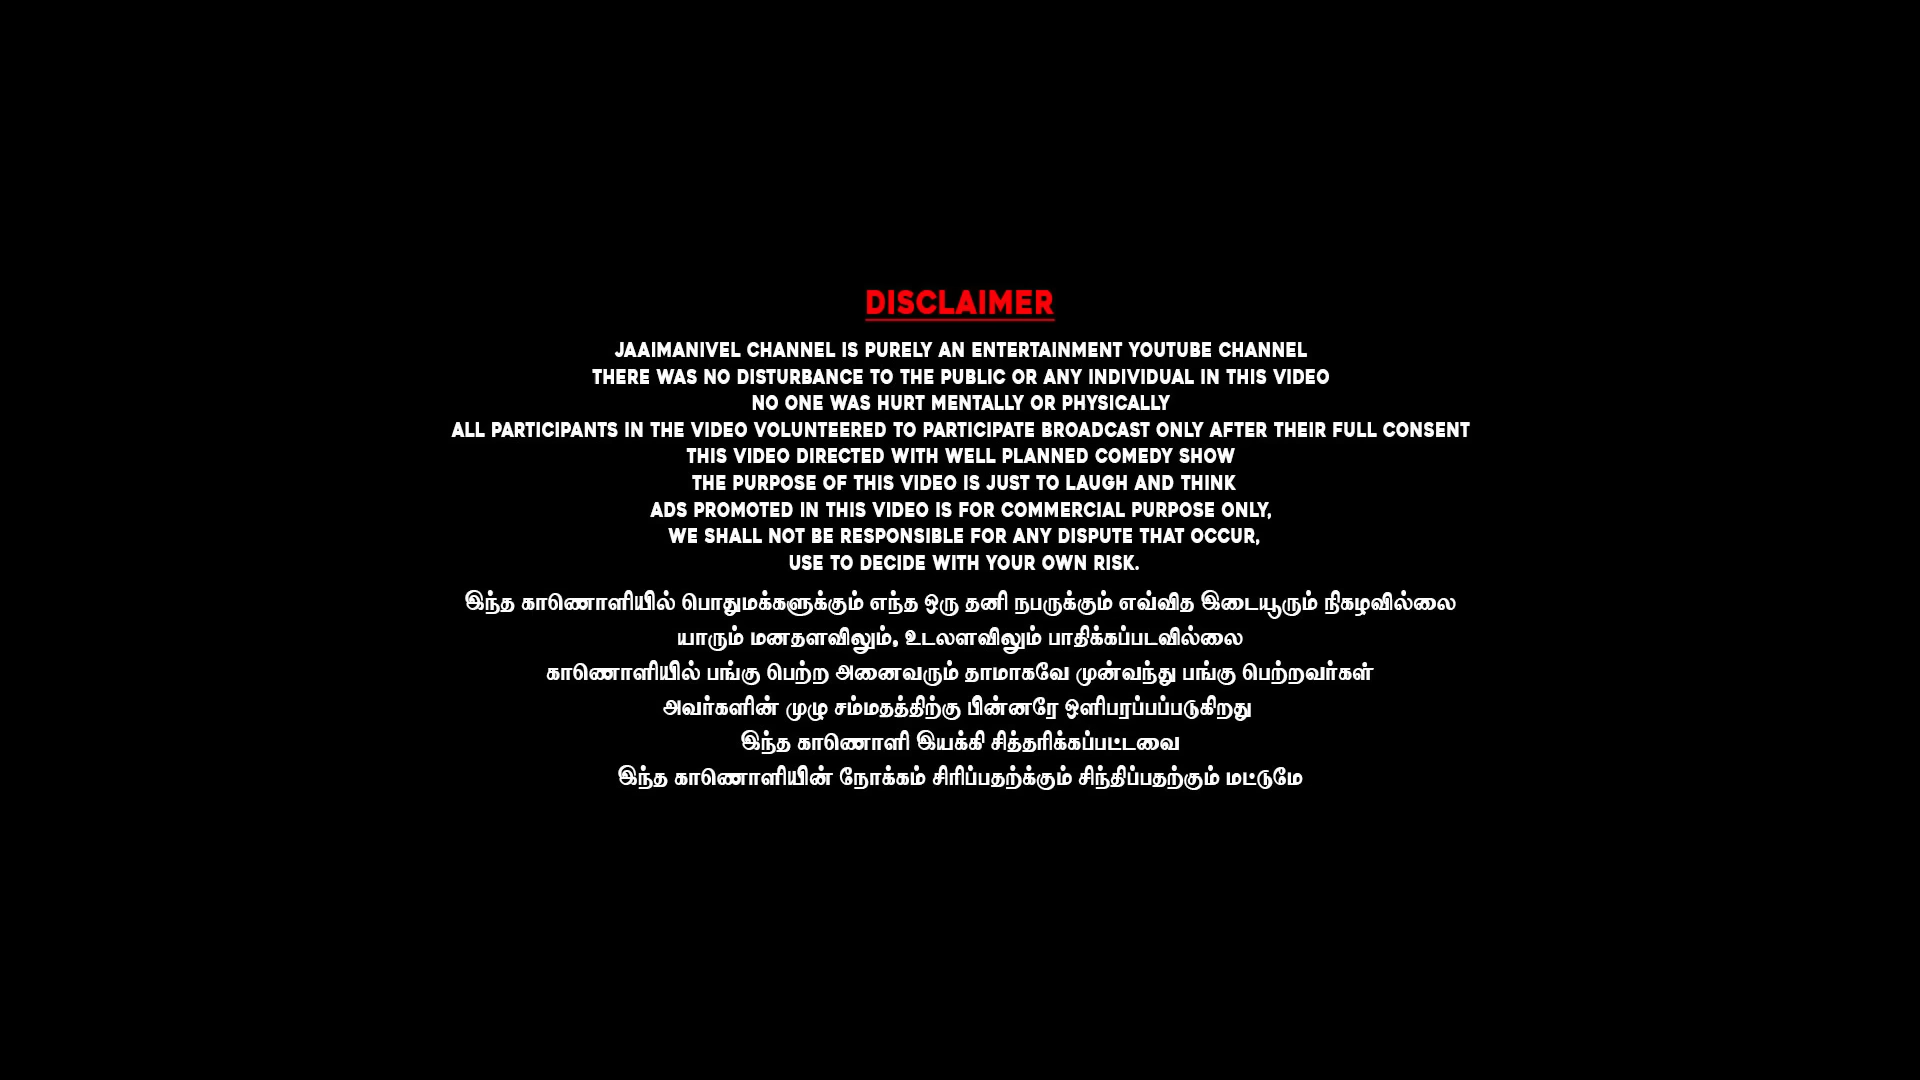 DISCLAIMER
JAAIMANIVEL CHANNEL IS PURELY AN ENTERTAINMENT YOUTUBE CHANNEL
THERE WAS NO DISTURBANCE TO THE PUBLIC OR ANY INDIVIDUAL IN THIS VIDEO
NO ONE WAS HURT MENTALLY OR PHYSICALLY
ALL PARTICIPANTS IN THE VIDEO VOLUNTEERED TO PARTICIPATE BROADCAST ONLY AFTER THEIR FULL CONSENT
THIS VIDEO DIRECTED WITH WELL PLANNED COMEDY SHOW
THE PURPOSE OF THIS VIDEO IS JUST TO LAUGH AND THINK
ADS PROMOTED IN THIS VIDEO IS FOR COMMERCIAL PURPOSE ONLY,
WE SHALL NOT BE RESPONSIBLE FOR ANY DISPUTE THAT OCCUR,
USE TO DECIDE WITH YOUR OWN RISK.
இந்த காணொளியில் பொதுமக்களுக்கும் எந்த ஒரு தனி நபருக்கும் எவ்வித இடையூரும் நிகழவில்லை
யாரும் மனதளவிலும், உடலளவிலும் பாதிக்கப்படவில்லை
காணொளியில் பங்கு பெற்ற அனைவரும் தாமாகவே முன்வந்து பங்கு பெற்றவர்கள்
அவர்களின் முழு சம்மதத்திற்கு பின்னரே ஒளிபரப்பப்படுகிறது
இந்த காணொளி இயக்கி சித்தரிக்கப்பட்டவை
இந்த காணொளியின் நோக்கம் சிரிப்பதற்க்கும் சிந்திப்பதற்கும் மட்டுமே